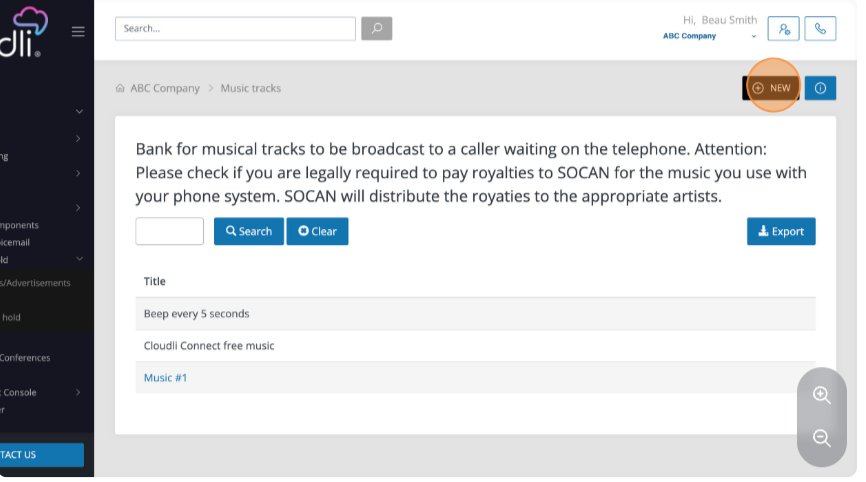 dli.
Search...
Hi, Beau Smith
ABC Company
ABC Company > Music tracks
NEW
Bank for musical tracks to be broadcast to a caller waiting on the telephone. Attention:
Please check if you are legally required to pay royalties to SOCAN for the music you use with
your phone system. SOCAN will distribute the royaties to the appropriate artists.
Search
Clear
Export
Title
Beep every 5 seconds
Cloudli Connect free music
Music #1
ng
mponents
icemail
ld
s/Advertisements
hold
Conferences
t Console
er
TACT US